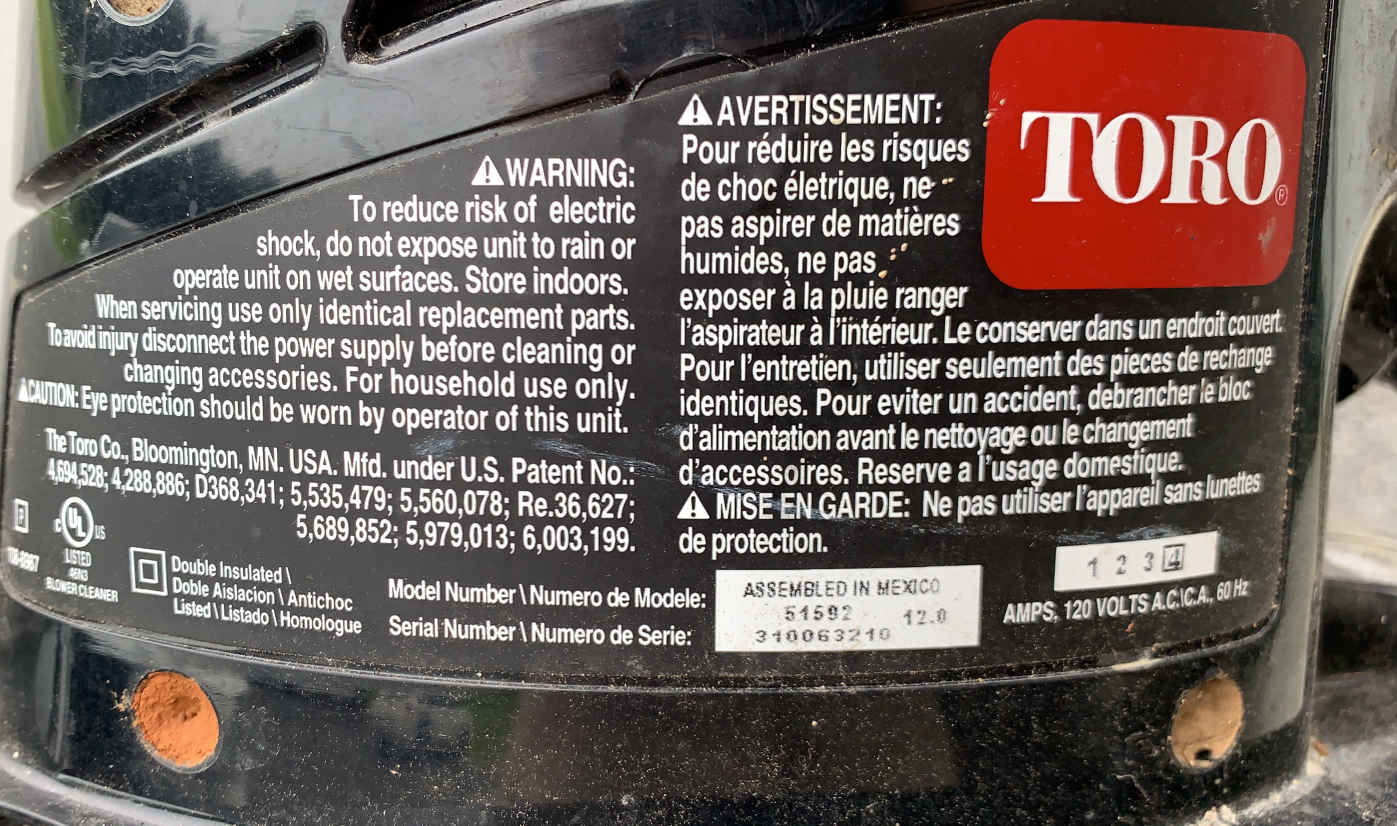 TORO
⚠ WARNING:
To reduce risk of electric
shock, do not expose unit to rain or
operate unit on wet surfaces. Store indoors.
When servicing use only identical replacement parts.
To avoid injury disconnect the power supply before cleaning or
changing accessories. For household use only.
⚠CAUTION: Eye protection should be worn by operator of this unit.
The Toro Co., Bloomington, MN. USA. Mfd. under U.S. Patent No.:
4,694,528; 4,288,886; D368,341; 5,535,479; 5,560,078; Re.36,627;
5,689,852; 5,979,013; 6,003,199.
⚠ AVERTISSEMENT:
Pour réduire les risques
de choc életrique, ne
pas aspirer de matières
humides, ne pas
exposer à la pluie ranger
l'aspirateur à l'intérieur. Le conserver dans un endroit couvert.
Pour l'entretien, utiliser seulement des pieces de rechange
identiques. Pour eviter un accident, debrancher le bloc
d'alimentation avant le nettoyage ou le changement
d'accessoires. Reserve a l'usage domestique.
⚠ MISE EN GARDE: Ne pas utiliser l'appareil sans lunettes
de protection.
P
C UL US
LISTED
46N3
BLOWER CLEANER
Double Insulated \
Doble Aislacion \ Antichoc
Listed \ Listado \ Homologue
Model Number \ Numero de Modele:
Serial Number \ Numero de Serie:
ASSEMBLED IN MEXICO
51592 12.0
310063210
1 2 3 4
AMPS, 120 VOLTS A.C.\C.A., 60 Hz